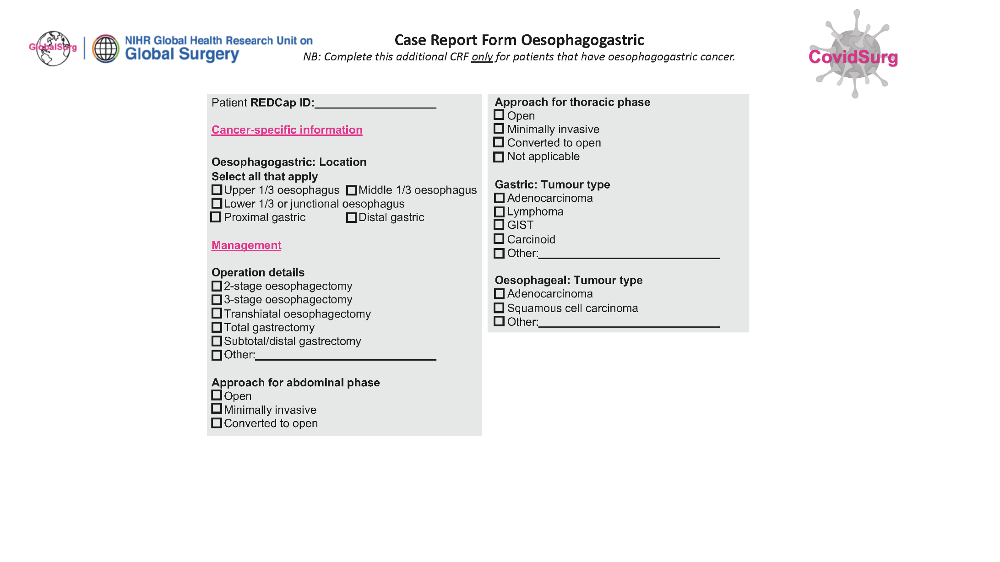 GlobalSurg
NIHR Global Health Research Unit on
Global Surgery
Case Report Form Oesophagogastric
NB: Complete this additional CRF only for patients that have oesophagogastric cancer.
CovidSurg
Patient REDCap ID:
Cancer-specific information
Oesophagogastric: Location
Select all that apply
Upper 1/3 oesophagus Middle 1/3 oesophagus
Lower 1/3 or junctional oesophagus
Proximal gastric Distal gastric
Management
Operation details
2-stage oesophagectomy
3-stage oesophagectomy
Transhiatal oesophagectomy
Total gastrectomy
Subtotal/distal gastrectomy
Other:
Approach for abdominal phase
Open
Minimally invasive
Converted to open
Approach for thoracic phase
Open
Minimally invasive
Converted to open
Not applicable
Gastric: Tumour type
Adenocarcinoma
Lymphoma
GIST
Carcinoid
Other:
Oesophageal: Tumour type
Adenocarcinoma
Squamous cell carcinoma
Other: